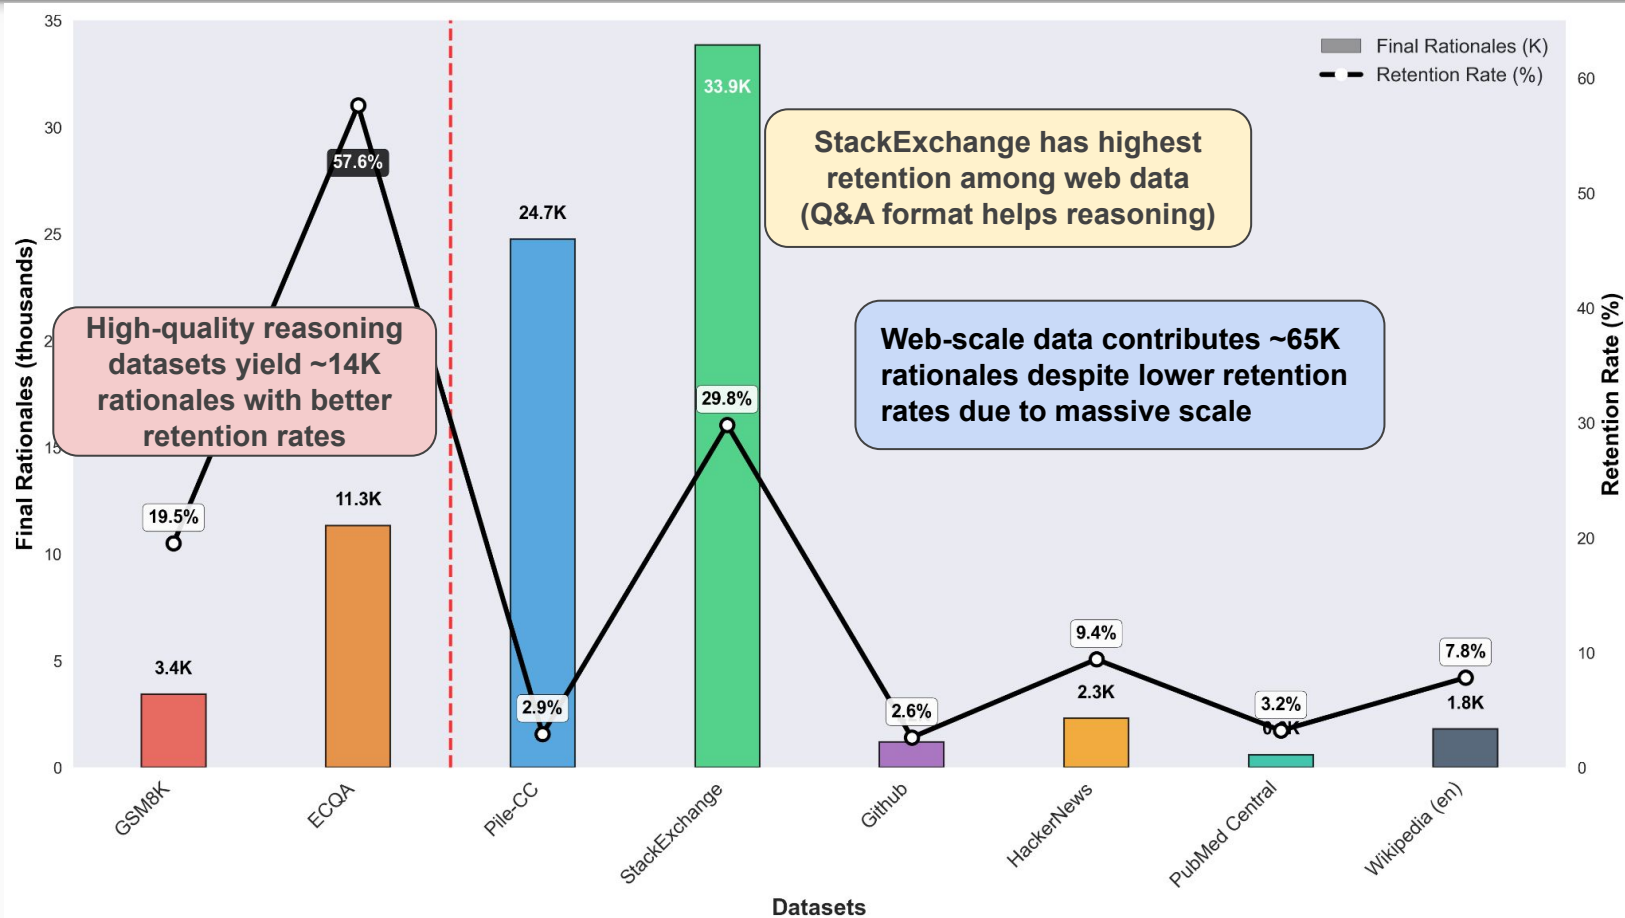 35
30
25
15
10
5
0
Final Rationales (thousands)
Final Rationales (K)
Retention Rate (%)
60
50
40
30
20
10
0
Retention Rate (%)
33.9K
StackExchange has highest
retention among web data
(Q&A format helps reasoning)
57.6%
24.7K
High-quality reasoning
datasets yield ~14K
rationales with better
retention rates
Web-scale data contributes ~65K
rationales despite lower retention
rates due to massive scale
29.8%
19.5%
11.3K
3.4K
2.9%
2.6%
9.4%
2.3K
3.2%
7.8%
1.8K
GSM8K
ECQA
Pile-CC
StackExchange
Github
HackerNews
PubMed Central
Wikipedia (en)
Datasets